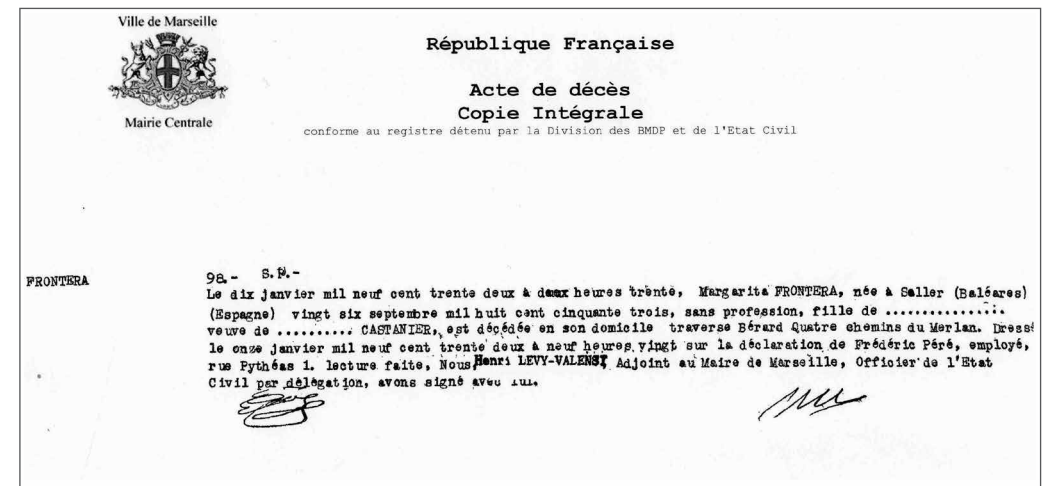 Ville de Marseille
Mairie Centrale
République Française
Acte de décès
Copie Intégrale
conforme au registre détenu par la Division des BMDP et de l'Etat Civil
FRONTERA
98.- S.P.-
Le dix janvier mil neuf cent trente deux à deux heures trente, Margarita FRONTERA, née à Saller (Baléares)
(Espagne) vingt six septembre mil huit cent cinquante trois, sans profession, fille de ................
veuve de .......... CASTANIER, est décédée en son domicile traverse Bérard Quatre chemins du Merlan. Dressé
le onze janvier mil neuf cent trente deux à neuf heures vingt sur la déclaration de Frédéric Péré, employé,
rue Pythéas 1. lecture faite, Nous Henri LEVY-VALENSI Adjoint au Maire de Marseille, Officier de l'Etat
Civil par délégation, avons signé avec lui.